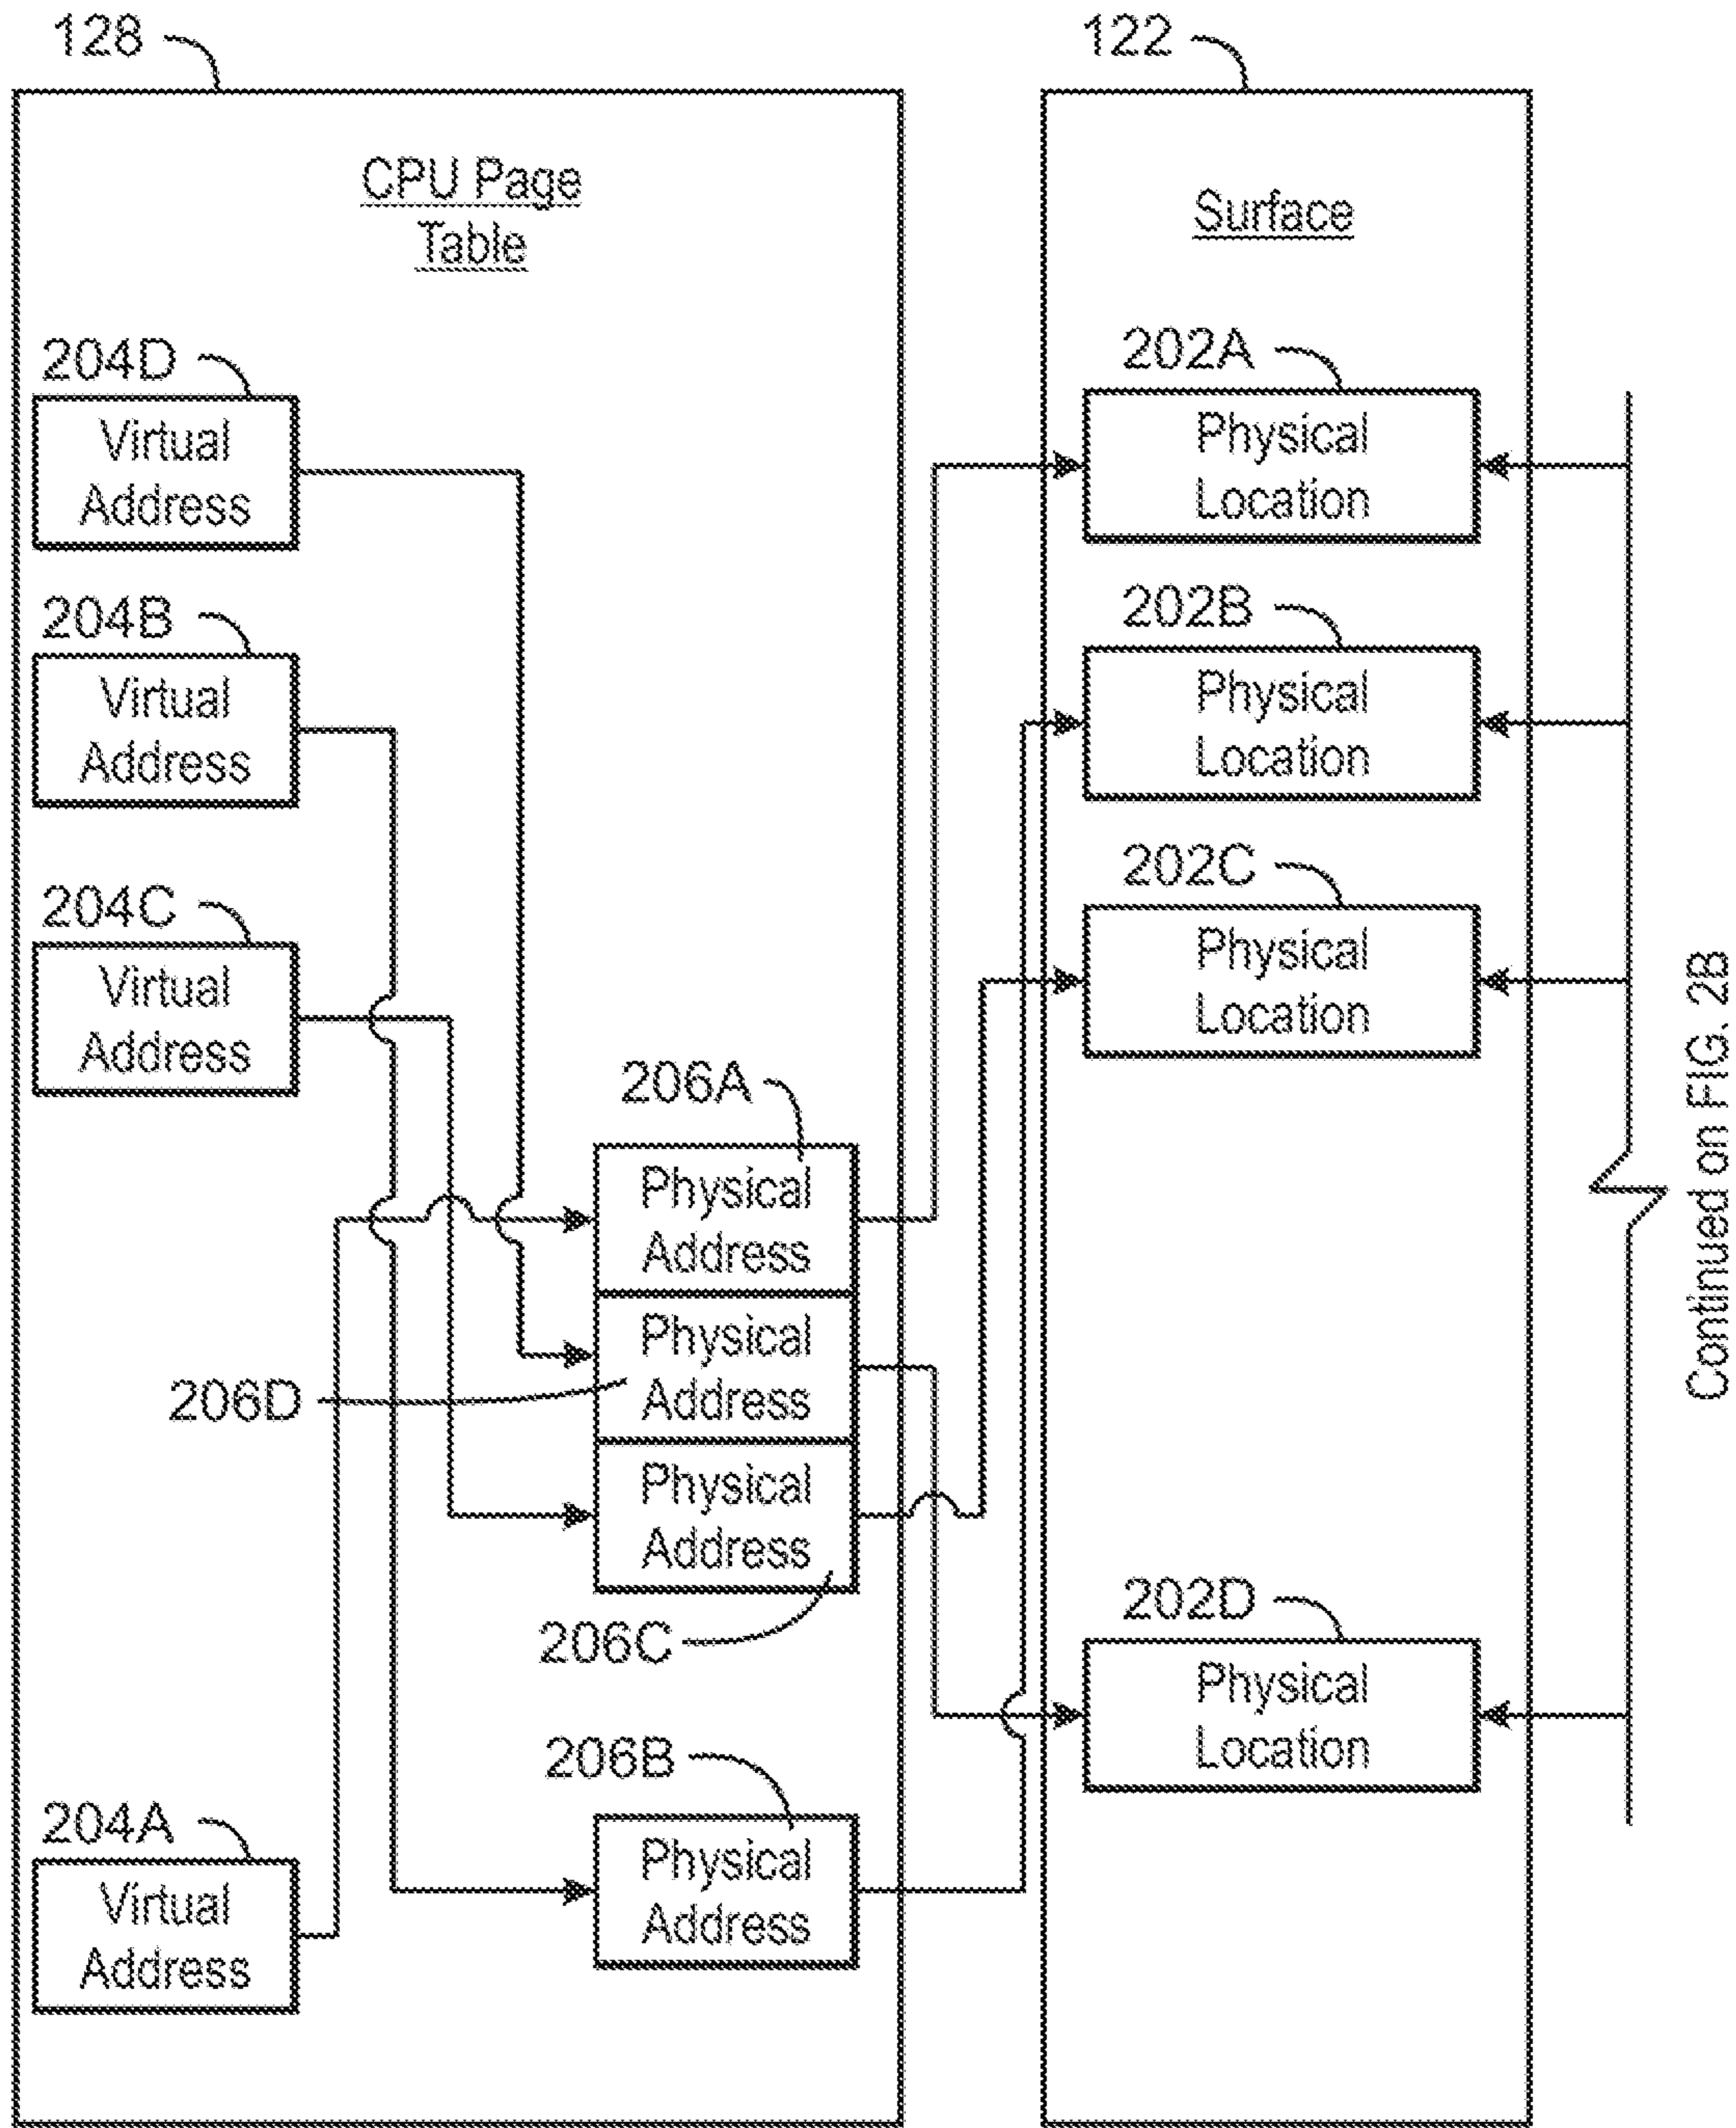 128
122
CPU Page
Table
Surface
204D
Virtual
Address
202A
Physical
Location
204B
Virtual
Address
202B
Physical
Location
204C
Virtual
Address
202C
Physical
Location
206A
Physical
Address
206D
Physical
Address
Physical
Address
206C
202D
Physical
Location
206B
Physical
Address
204A
Virtual
Address
Continued on FIG. 2B